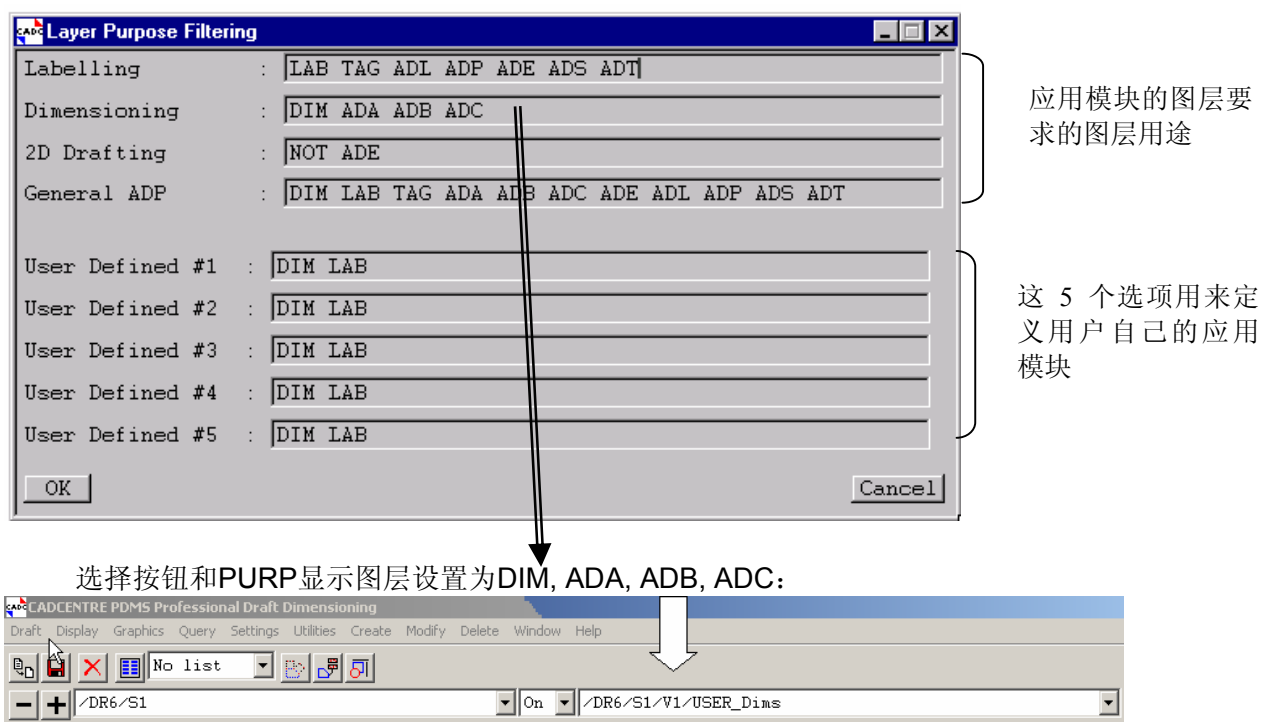 CADC Layer Purpose Filtering
Labelling : LAB TAG ADL ADP ADE ADS ADT
Dimensioning : DIM ADA ADB ADC
2D Drafting : NOT ADE
General ADP : DIM LAB TAG ADA ADB ADC ADE ADL ADP ADS ADT
应用模块的图层要
求的图层用途
User Defined #1 : DIM LAB
User Defined #2 : DIM LAB
User Defined #3 : DIM LAB
User Defined #4 : DIM LAB
User Defined #5 : DIM LAB
这 5 个选项用来定
义用户自己的应用
模块
OK Cancel
选择按钮和PURP显示图层设置为DIM, ADA, ADB, ADC:
CADC CADCENTRE PDMS Professional Draft Dimensioning
Draft Display Graphics Query Settings Utilities Create Modify Delete Window Help
No list
/DR6/S1 On /DR6/S1/V1/USER_Dims